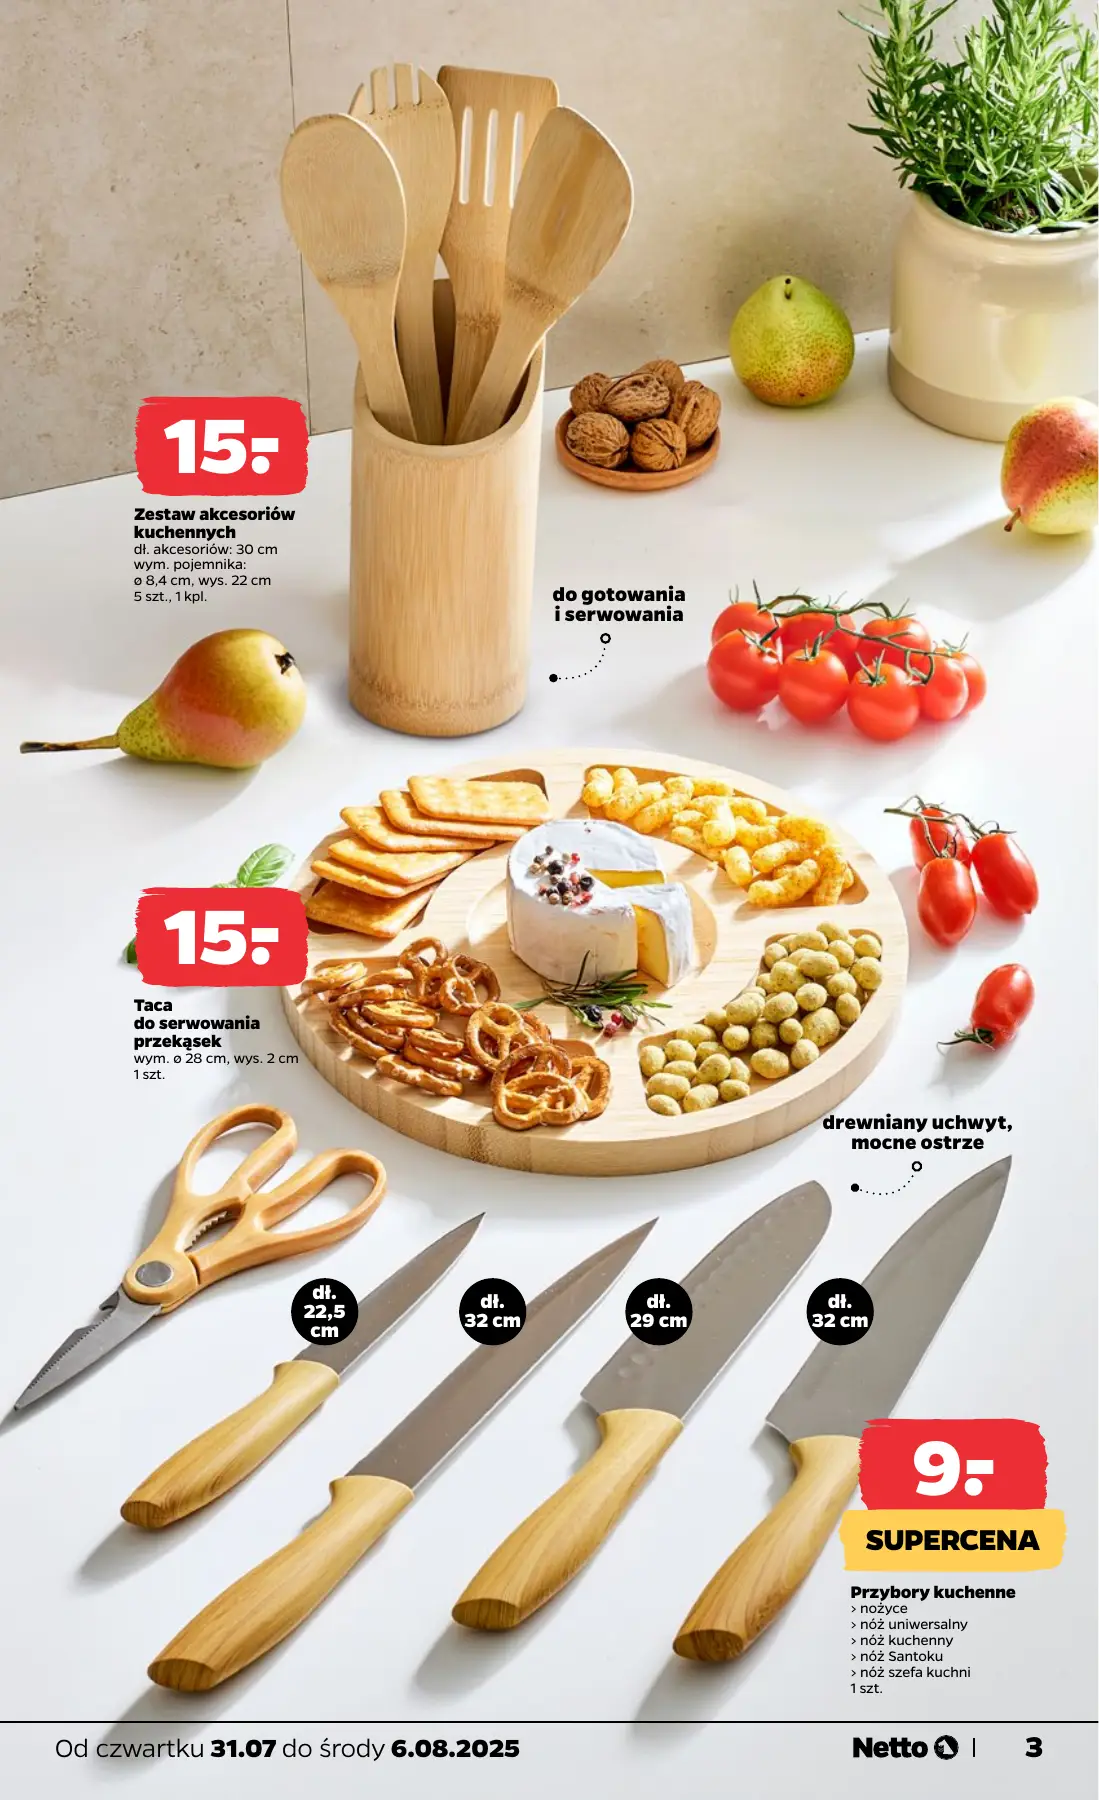 15.-
Zestaw akcesoriów
kuchennych
dł. akcesoriów: 30 cm
wym. pojemnika:
ø 8,4 cm, wys. 22 cm
5 szt., 1 kpl.
do gotowania
i serwowania
15.-
Taca
do serwowania
przekąsek
wym. ø 28 cm, wys. 2 cm
1 szt.
drewniany uchwyt,
mocne ostrze
dł.
22,5
cm
dł.
32 cm
dł.
29 cm
dł.
32 cm
9.-
SUPERCENA
Przybory kuchenne
> nożyce
> nóż uniwersalny
> nóż kuchenny
> nóż Santoku
> nóż szefa kuchni
1 szt.
Od czwartku 31.07 do środy 6.08.2025
Netto | 3